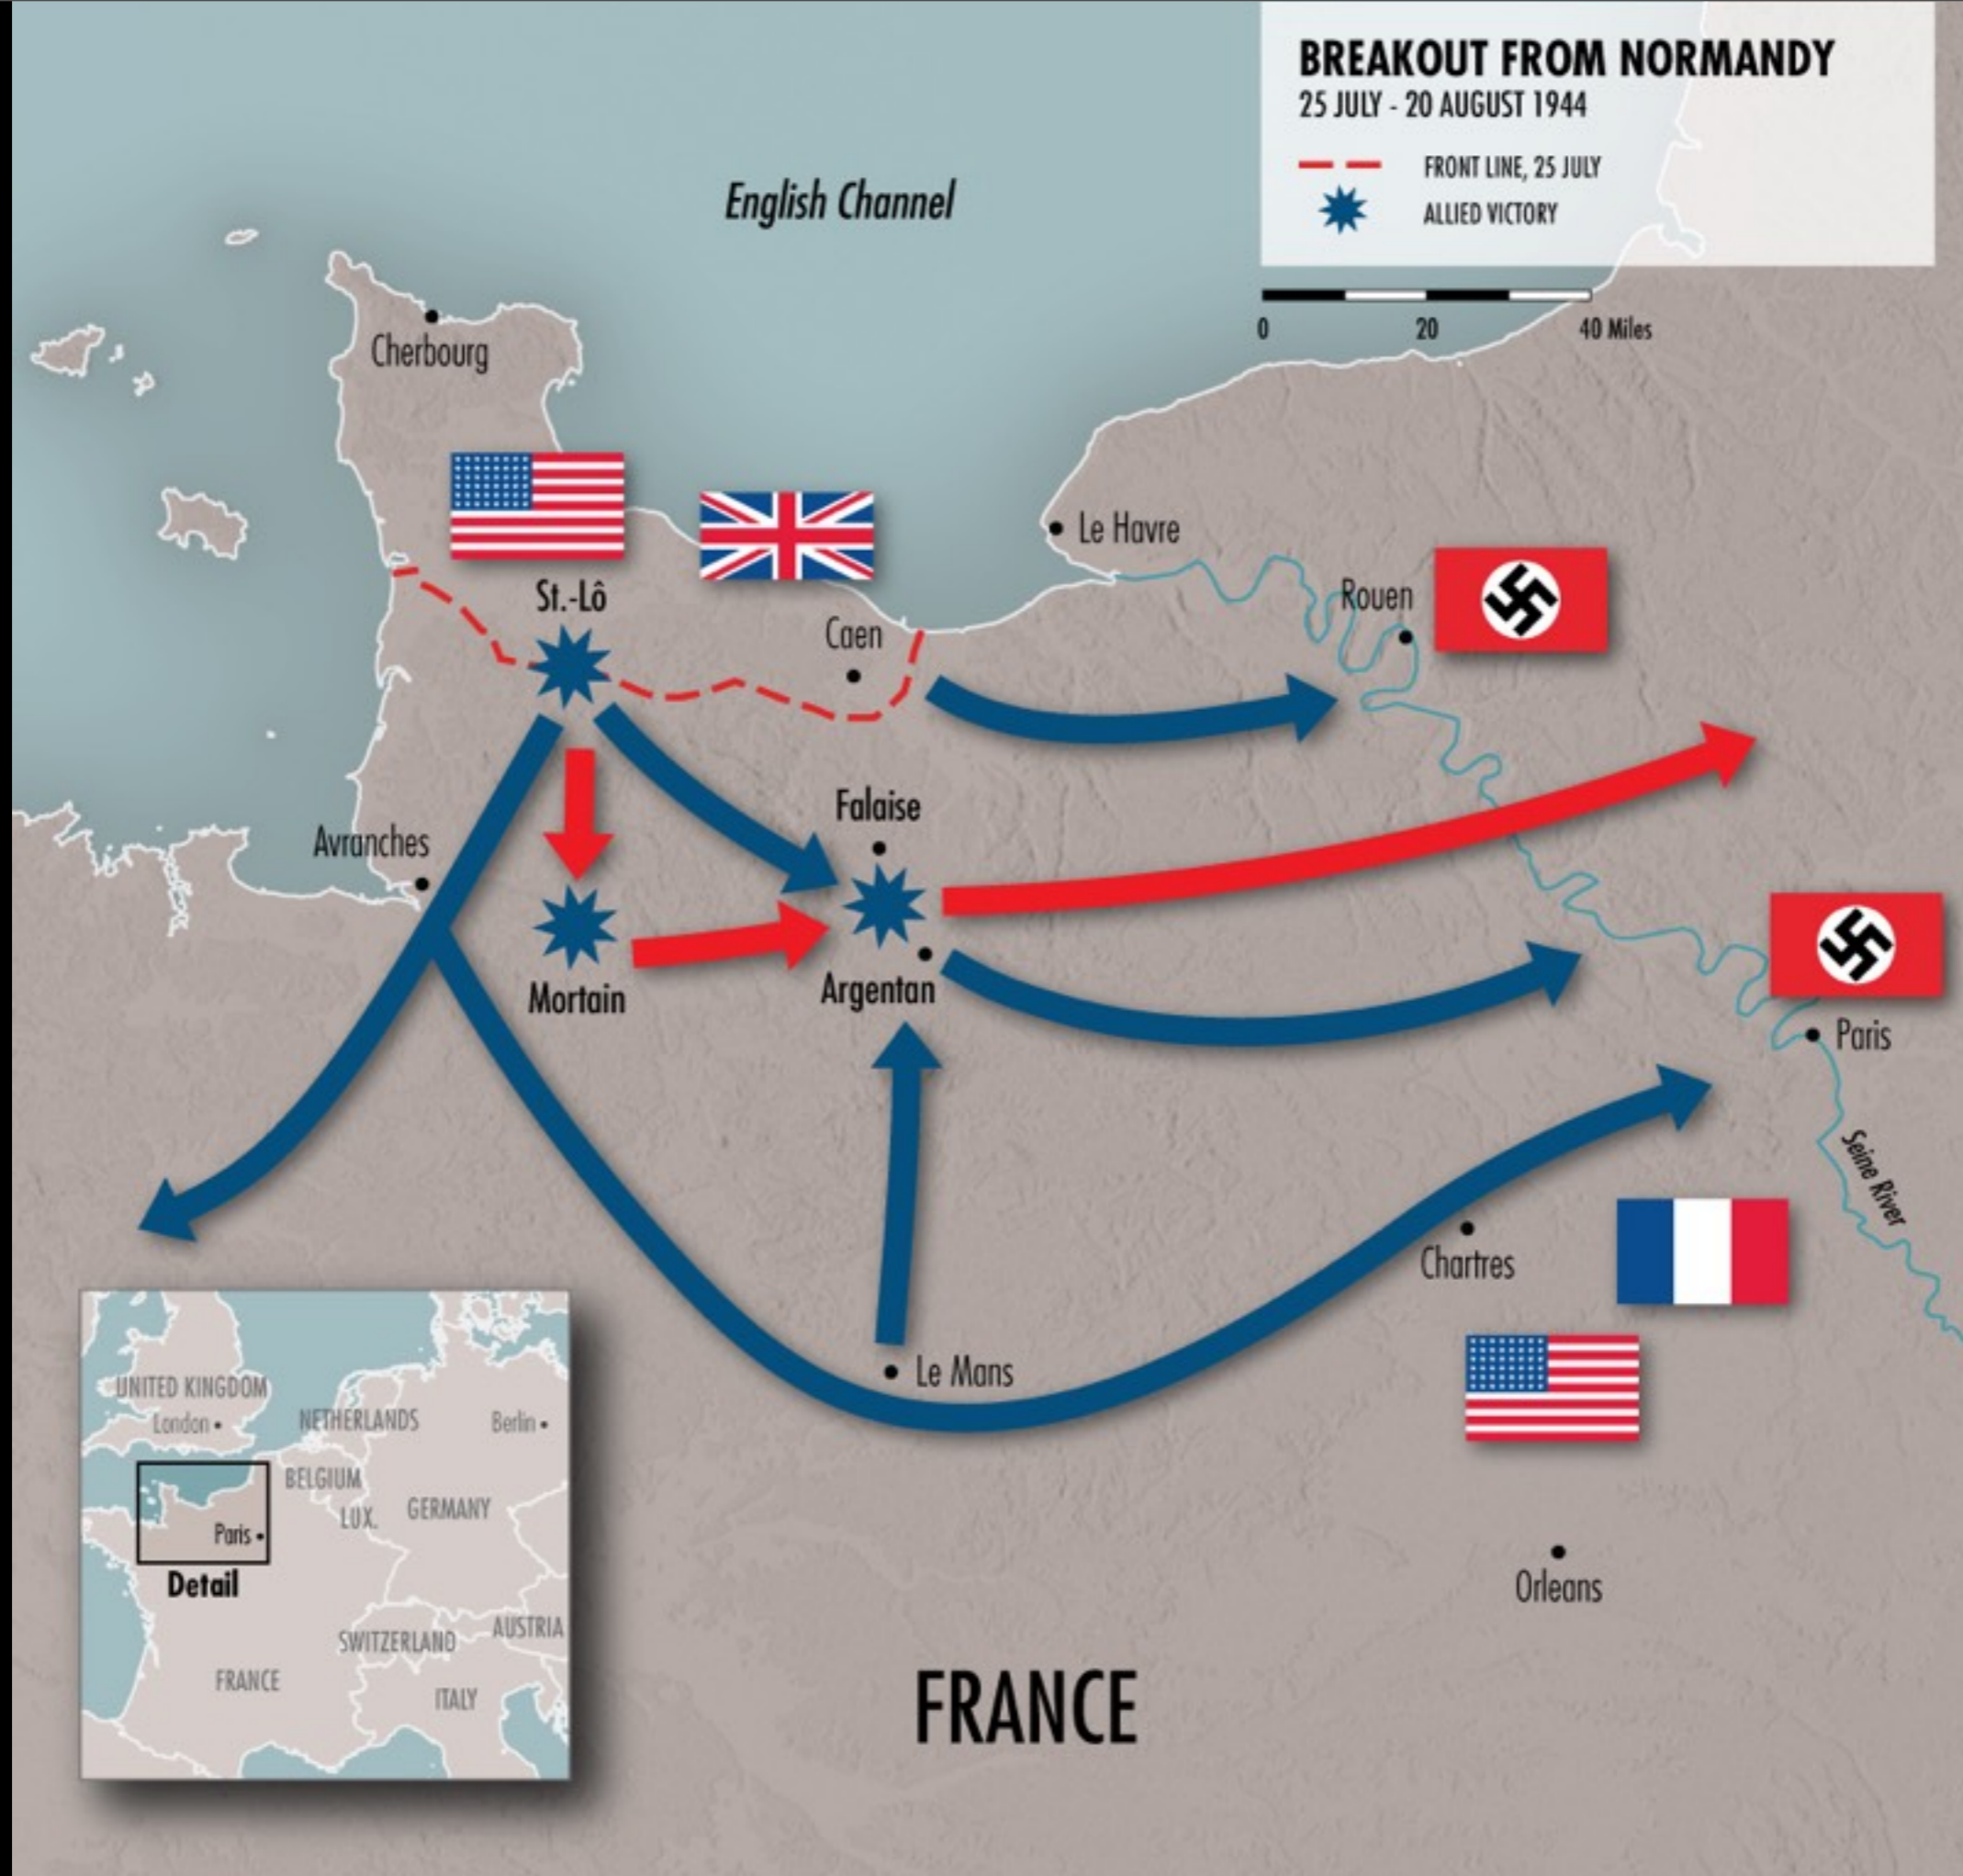 BREAKOUT FROM NORMANDY
25 JULY - 20 AUGUST 1944
FRONT LINE, 25 JULY
ALLIED VICTORY
0 20 40 Miles
English Channel
Cherbourg
Le Havre
Rouen
St.-Lô
Caen
Falaise
Avranches
Mortain
Argentan
Paris
Seine River
Chartres
Le Mans
Orleans
FRANCE
UNITED KINGDOM
London
NETHERLANDS
Berlin
BELGIUM
LUX.
GERMANY
Paris
Detail
AUSTRIA
SWITZERLAND
FRANCE
ITALY